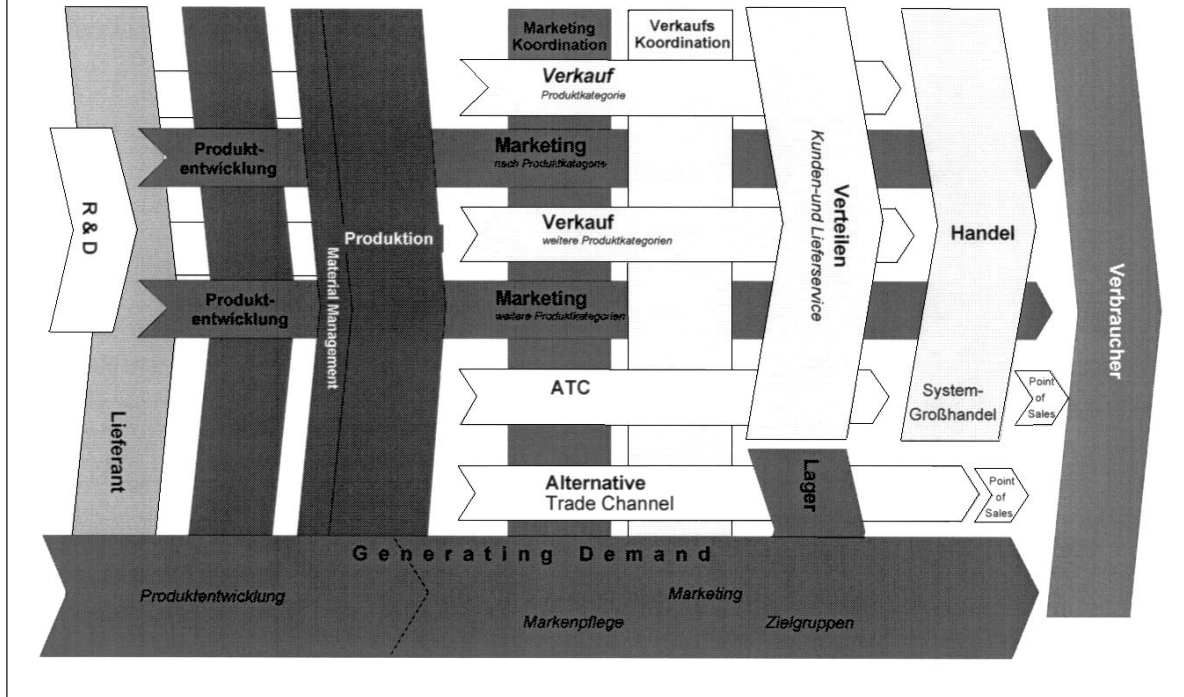 Marketing
Koordination
Verkaufs
Koordination
Verkauf
Produktkategorie
Produkt-
entwicklung
Marketing
nach Produktkategorie
R & D
Produktion
Verkauf
weitere Produktkategorien
Verteilen
Kunden-und Lieferservice
Handel
Material Management
Produkt-
entwicklung
Marketing
weitere Produktkategorien
Verbraucher
Lieferant
ATC
System-
Großhandel
Point
of
Sales
Alternative
Trade Channel
Lager
Point
of
Sales
Generating Demand
Produktentwicklung
Marketing
Markenpflege
Zielgruppen